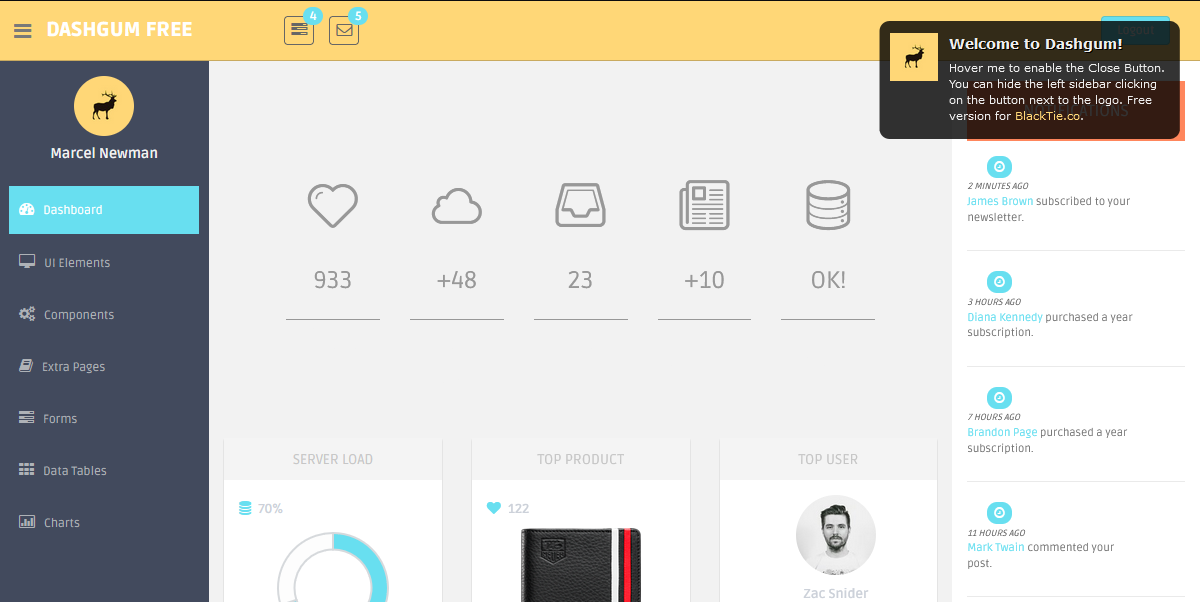 DASHGUM FREE
4
5
Logout
Welcome to Dashgum!
Hover me to enable the Close Button.
You can hide the left sidebar clicking
on the button next to the logo. Free
version for BlackTie.co.
NOTIFICATIONS
Marcel Newman
Dashboard
UI Elements
Components
Extra Pages
Forms
Data Tables
Charts
933
+48
23
+10
OK!
SERVER LOAD
70%
TOP PRODUCT
122
TOP USER
Zac Snider
2 MINUTES AGO
James Brown subscribed to your
newsletter.
3 HOURS AGO
Diana Kennedy purchased a year
subscription.
7 HOURS AGO
Brandon Page purchased a year
subscription.
11 HOURS AGO
Mark Twain commented your
post.